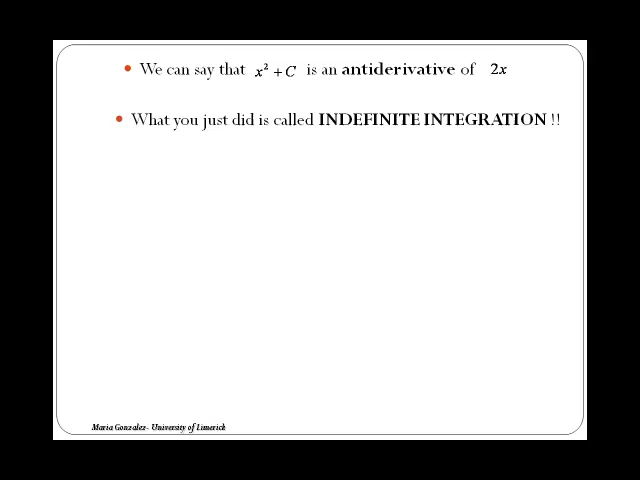 • We can say that x² + C is an antiderivative of 2x
• What you just did is called INDEFINITE INTEGRATION !!
Maria Gonzalez - University of Limerick